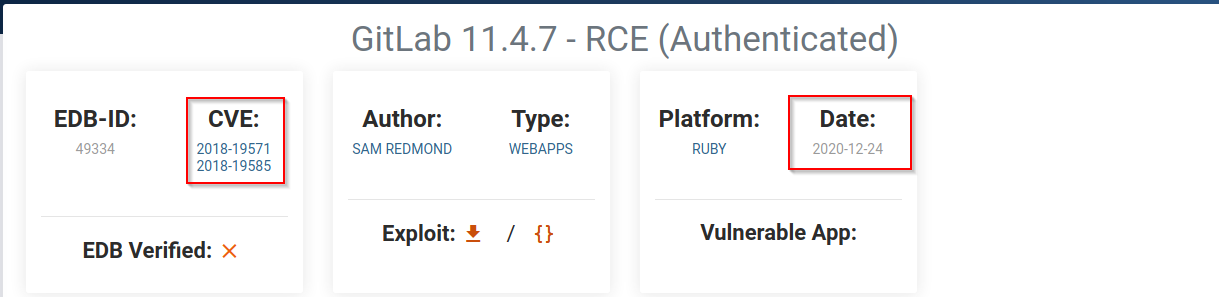 GitLab 11.4.7 - RCE (Authenticated)
EDB-ID:
49334
CVE:
2018-19571
2018-19585
EDB Verified:
Author:
SAM REDMOND
Type:
WEBAPPS
Exploit: / {}
Platform:
RUBY
Date:
2020-12-24
Vulnerable App: